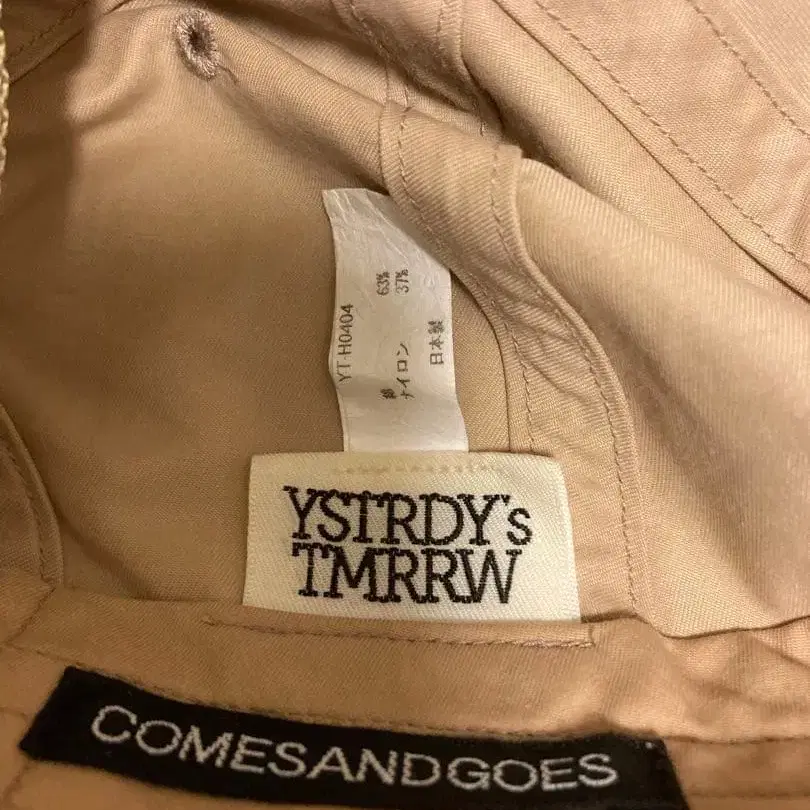 YT-H0404
綿 63%
ナイロン 37%
日本製
YSTRDY's
TMRRW
COMESANDGOES